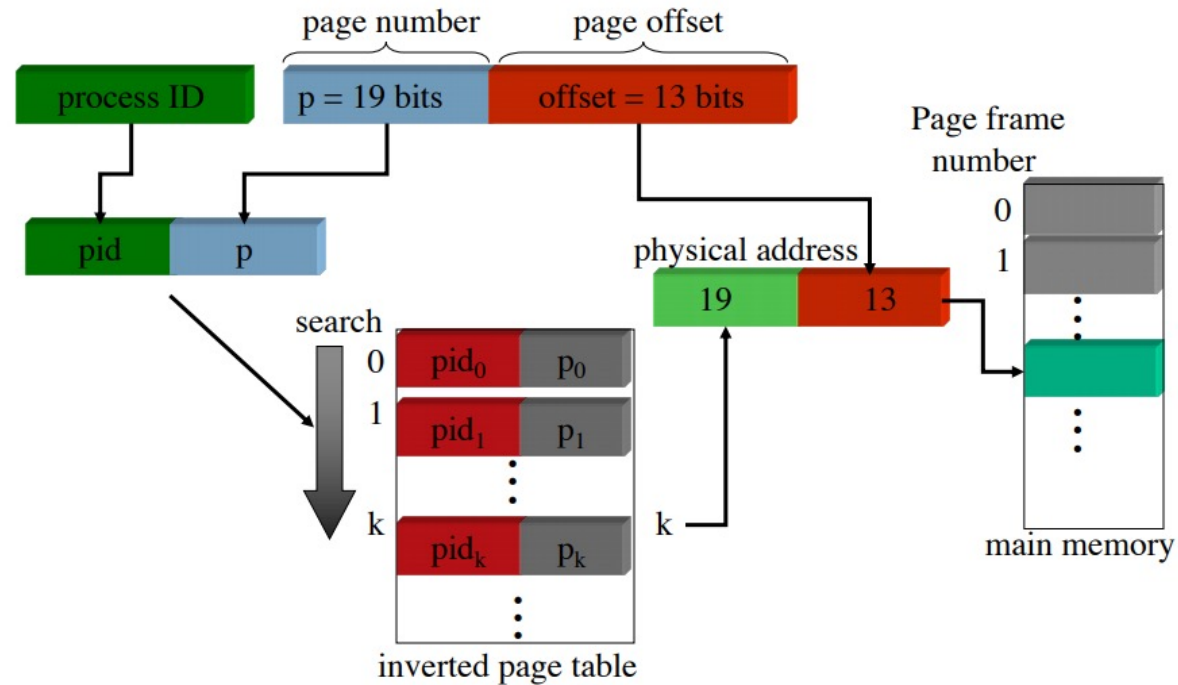 page number
page offset
process ID
p = 19 bits
offset = 13 bits
Page frame
number
0
1
pid
p
physical address
19
13
search
0
pid₀
p₀
1
pid₁
p₁
k
pidₖ
pₖ
k
main memory
inverted page table